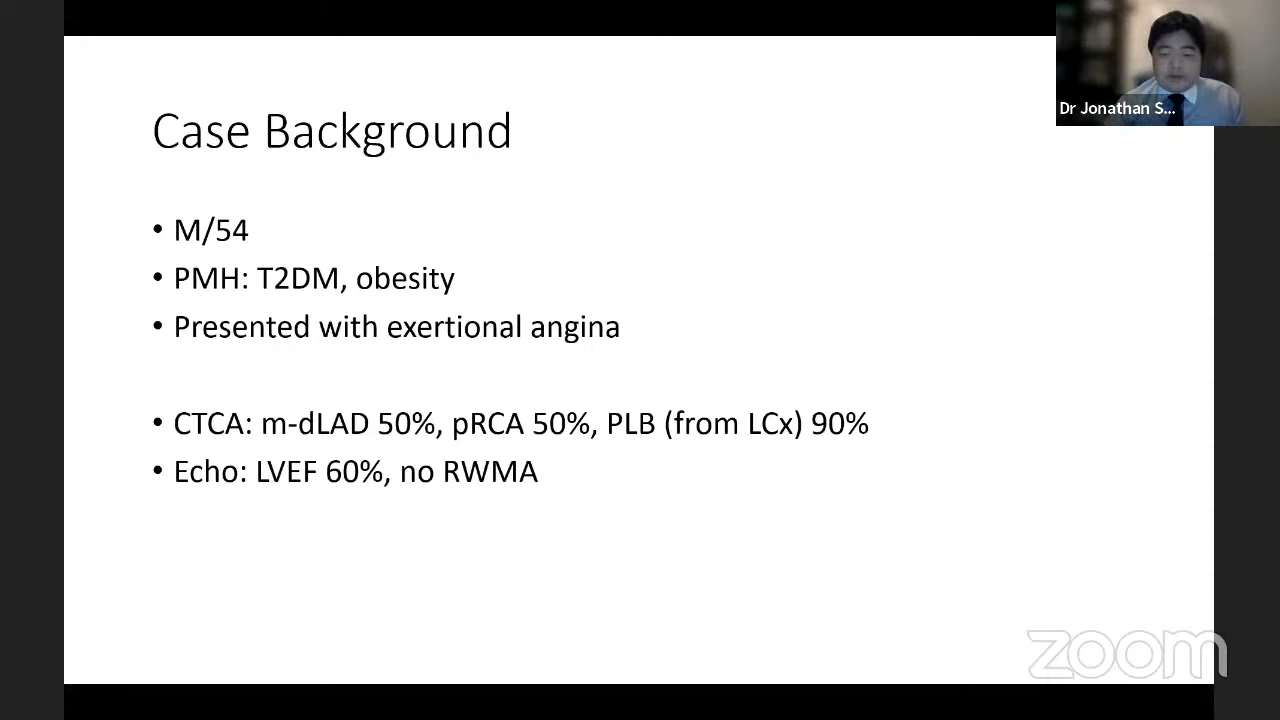 Dr Jonathan S...
Case Background
• M/54
• PMH: T2DM, obesity
• Presented with exertional angina
• CTCA: m-dLAD 50%, pRCA 50%, PLB (from LCx) 90%
• Echo: LVEF 60%, no RWMA
zoom